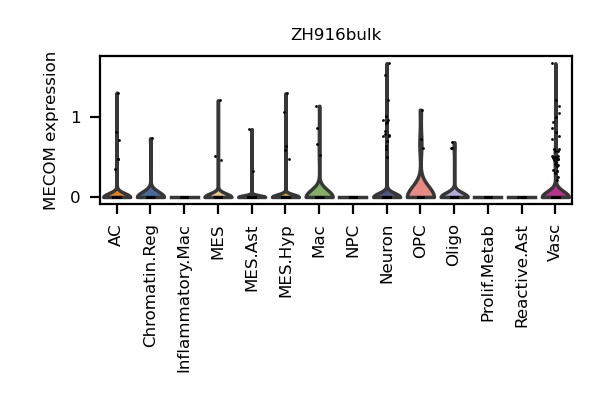 ZH916bulk
MECOM expression
1
0
AC
Chromatin.Reg
Inflammatory.Mac
MES
MES.Ast
MES.Hyp
Mac
NPC
Neuron
OPC
Oligo
Prolif.Metab
Reactive.Ast
Vasc